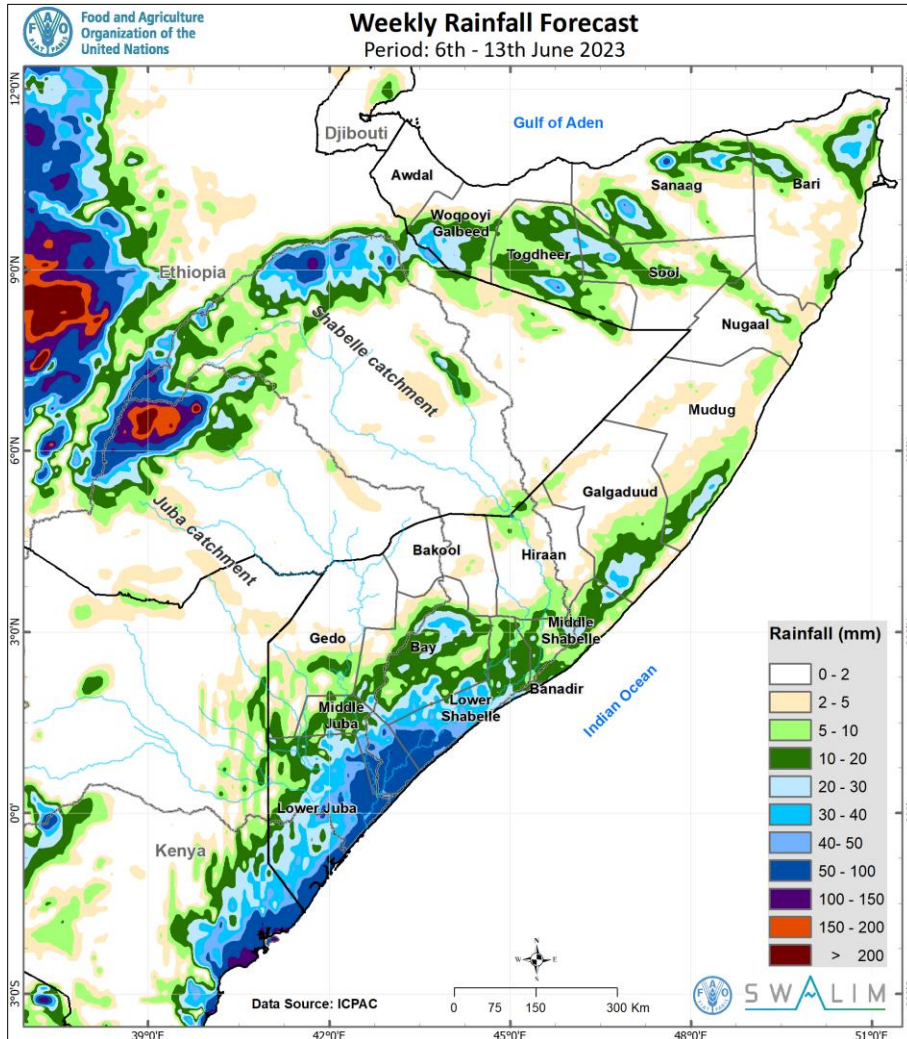 Food and Agriculture
Organization of the
United Nations
FAO
FIAT PANIS
Weekly Rainfall Forecast
Period: 6th - 13th June 2023
12°0'N
9°0'N
6°0'N
3°0'N
0°0'
3°0'S
Djibouti
Gulf of Aden
Awdal
Sanaag
Bari
Woqooyi
Galbeed
Togdheer
Sool
Ethiopia
Nugaal
Shabelle catchment
Mudug
Galgaduud
Juba catchment
Bakool
Hiraan
Gedo
Bay
Middle
Shabelle
Banadir
Middle
Juba
Lower
Shabelle
Indian Ocean
Lower Juba
Kenya
Rainfall (mm)
0 - 2
2 - 5
5 - 10
10 - 20
20 - 30
30 - 40
40- 50
50 - 100
100 - 150
150 - 200
> 200
N
W E
S
Data Source: ICPAC
0 75 150 300 Km
SWALIM
39°0'E 42°0'E 45°0'E 48°0'E 51°0'E